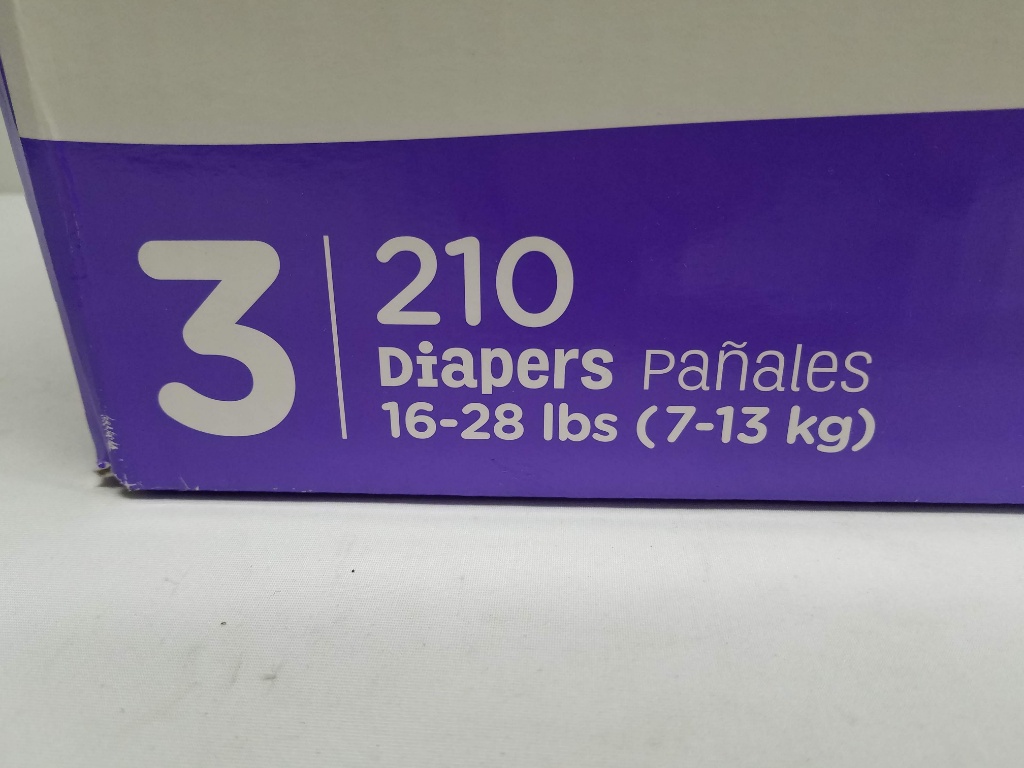 3
210
Diapers Pañales
16-28 lbs (7-13 kg)